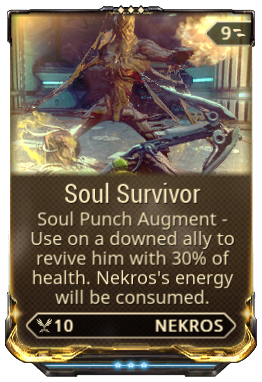 9
Soul Survivor
Soul Punch Augment -
Use on a downed ally to
revive him with 30% of
health. Nekros's energy
will be consumed.
10 NEKROS